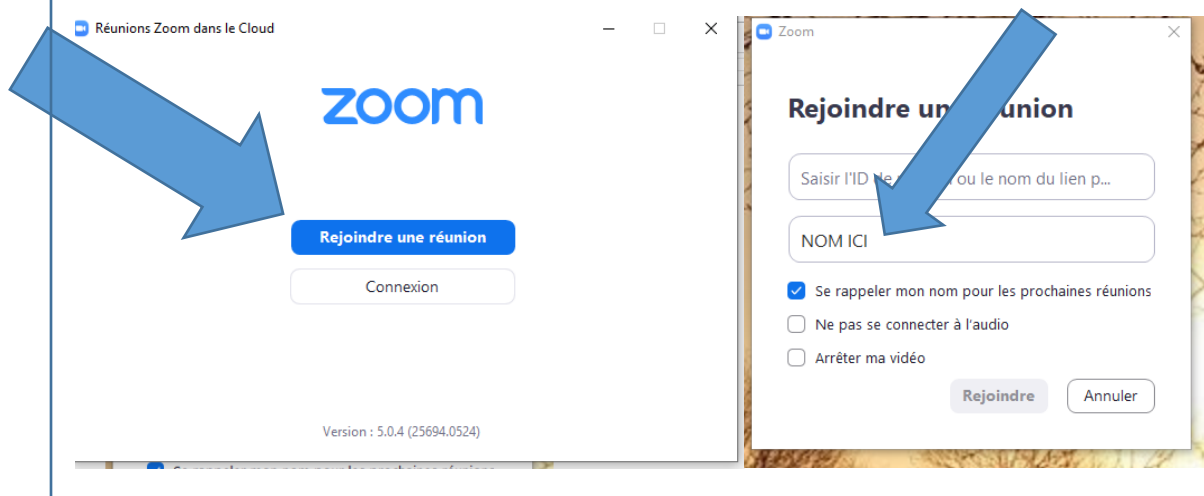 Réunions Zoom dans le Cloud
zoom
Rejoindre une réunion
Connexion
Version : 5.0.4 (25694.0524)
Zoom
Rejoindre une réunion
Saisir l'ID de ou le nom du lien p...
NOM ICI
Se rappeler mon nom pour les prochaines réunions
Ne pas se connecter à l'audio
Arrêter ma vidéo
Rejoindre
Annuler